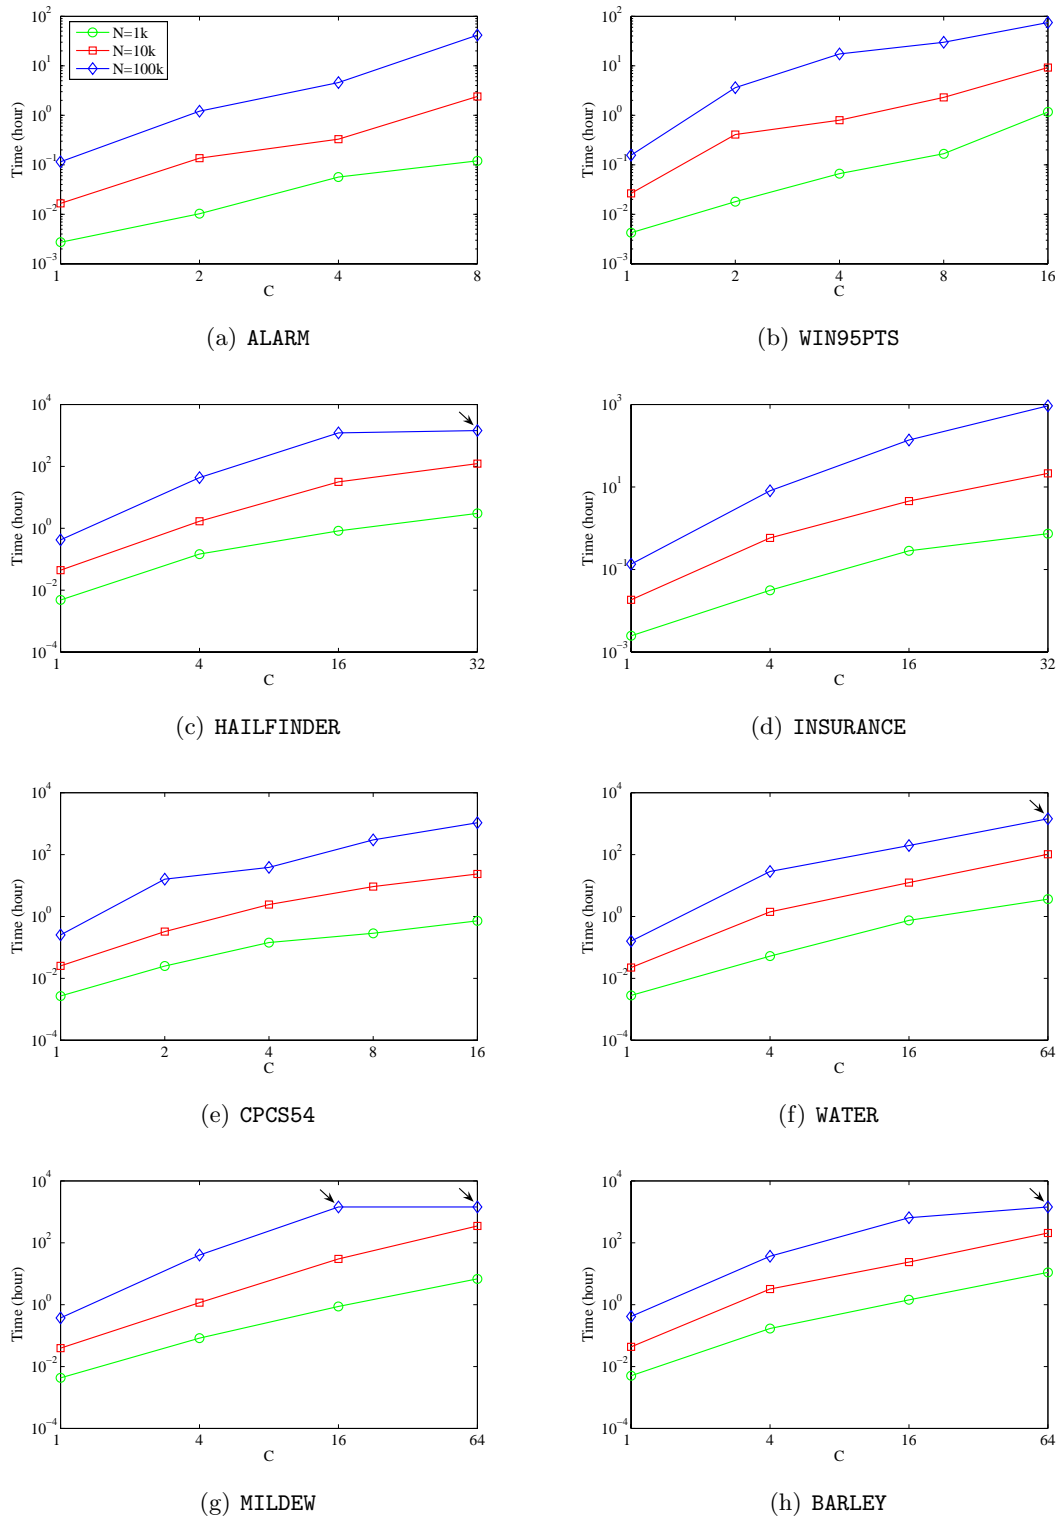 10^2
10^1
10^0
10^-1
10^-2
10^-3
Time (hour)
N=1k
N=10k
N=100k
1 2 4 8
C
(a) ALARM
10^2
10^1
10^0
10^-1
10^-2
10^-3
Time (hour)
1 2 4 8 16
C
(b) WIN95PTS
10^4
10^2
10^0
10^-2
10^-4
Time (hour)
1 4 16 32
C
(c) HAILFINDER
10^3
10^1
10^-1
10^-3
Time (hour)
1 4 16 32
C
(d) INSURANCE
10^4
10^2
10^0
10^-2
10^-4
Time (hour)
1 2 4 8 16
C
(e) CPCS54
10^4
10^2
10^0
10^-2
10^-4
Time (hour)
1 4 16 64
C
(f) WATER
10^4
10^2
10^0
10^-2
10^-4
Time (hour)
1 4 16 64
C
(g) MILDEW
10^4
10^2
10^0
10^-2
10^-4
Time (hour)
1 4 16 64
C
(h) BARLEY